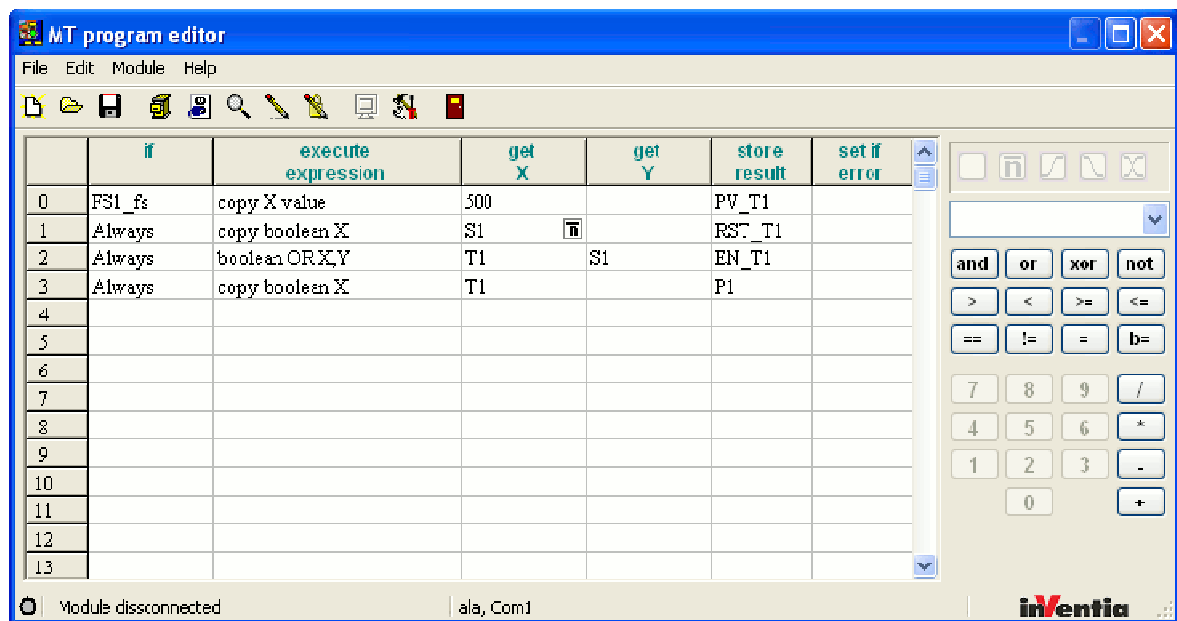 MT program editor
File Edit Module Help
if execute expression get X get Y store result set if error
0 FS1_fs copy X value 500 PV_T1
1 Always copy boolean X S1 n RST_T1
2 Always boolean OR X,Y T1 S1 EN_T1
3 Always copy boolean X T1 P1
4
5
6
7
8
9
10
11
12
13
n
and or xor not
> < >= <=
== != = b=
7 8 9 /
4 5 6 *
1 2 3 -
0 +
Module dissconnected ala, Com1 inVentia